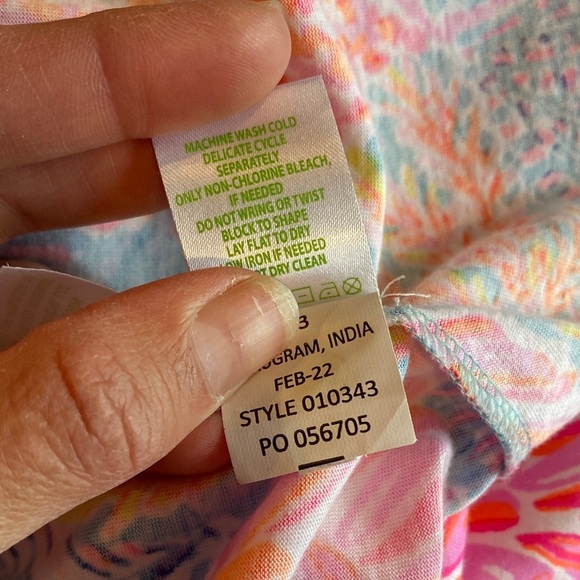 MACHINE WASH COLD
DELICATE CYCLE
SEPARATELY
ONLY NON-CHLORINE BLEACH,
IF NEEDED
DO NOT WRING OR TWIST
BLOCK TO SHAPE
LAY FLAT TO DRY
IRON IF NEEDED
DRY CLEAN
3
INDIA
FEB-22
STYLE 010343
PO 056705